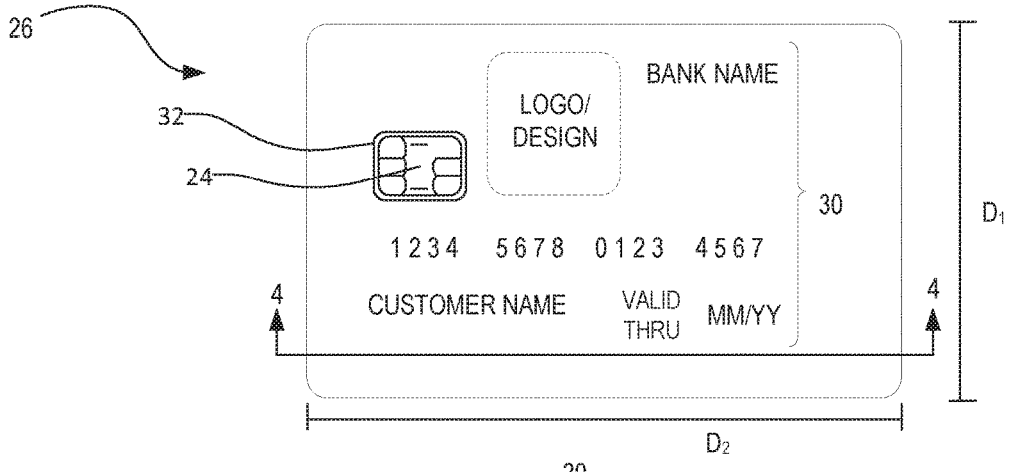 26
BANK NAME
LOGO/
DESIGN
32
24
30
D1
1234 5678 0123 4567
4
4
CUSTOMER NAME
VALID
THRU
MM/YY
D2